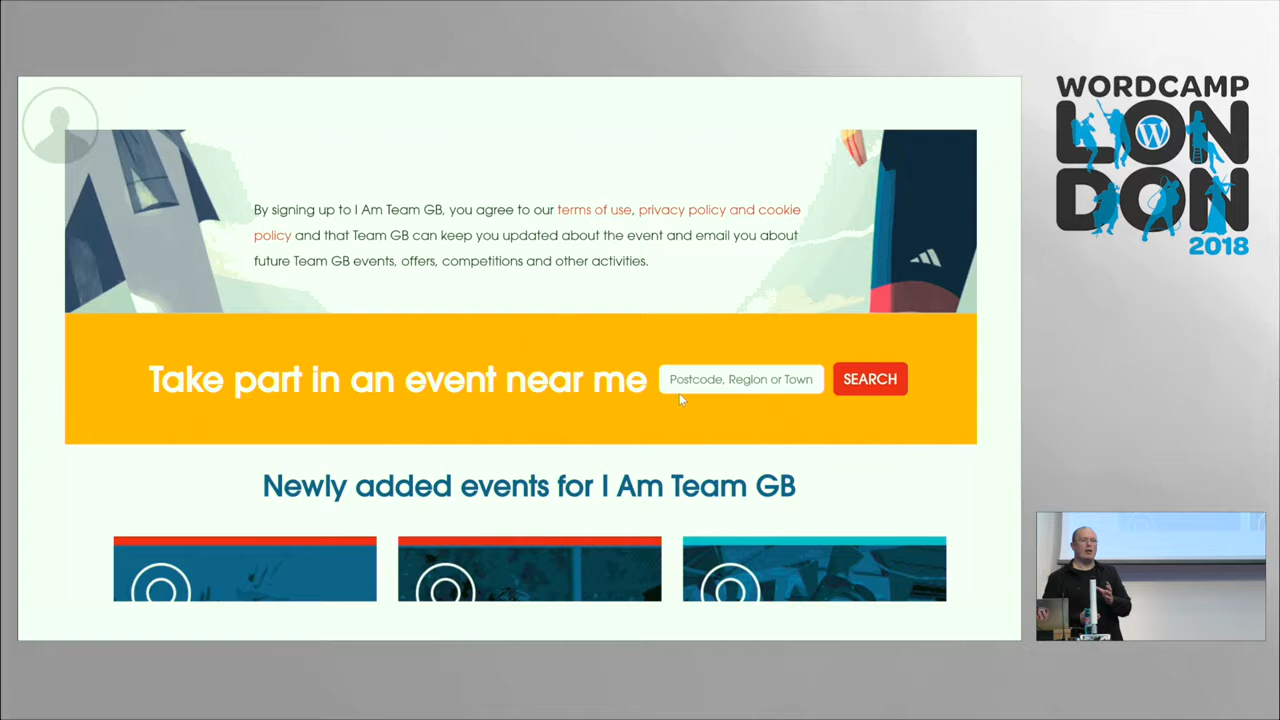 WORDCAMP
LONDON
2018
By signing up to I Am Team GB, you agree to our terms of use, privacy policy and cookie
policy and that Team GB can keep you updated about the event and email you about
future Team GB events, offers, competitions and other activities.
Take part in an event near me
Postcode, Region or Town
SEARCH
Newly added events for I Am Team GB